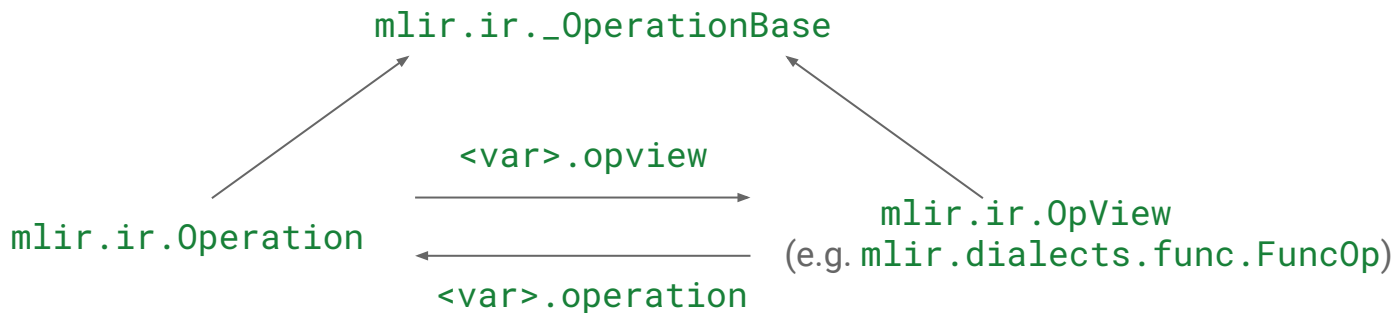 mlir.ir._OperationBase
<var>.opview
mlir.ir.Operation
mlir.ir.OpView
(e.g. mlir.dialects.func.FuncOp)
<var>.operation